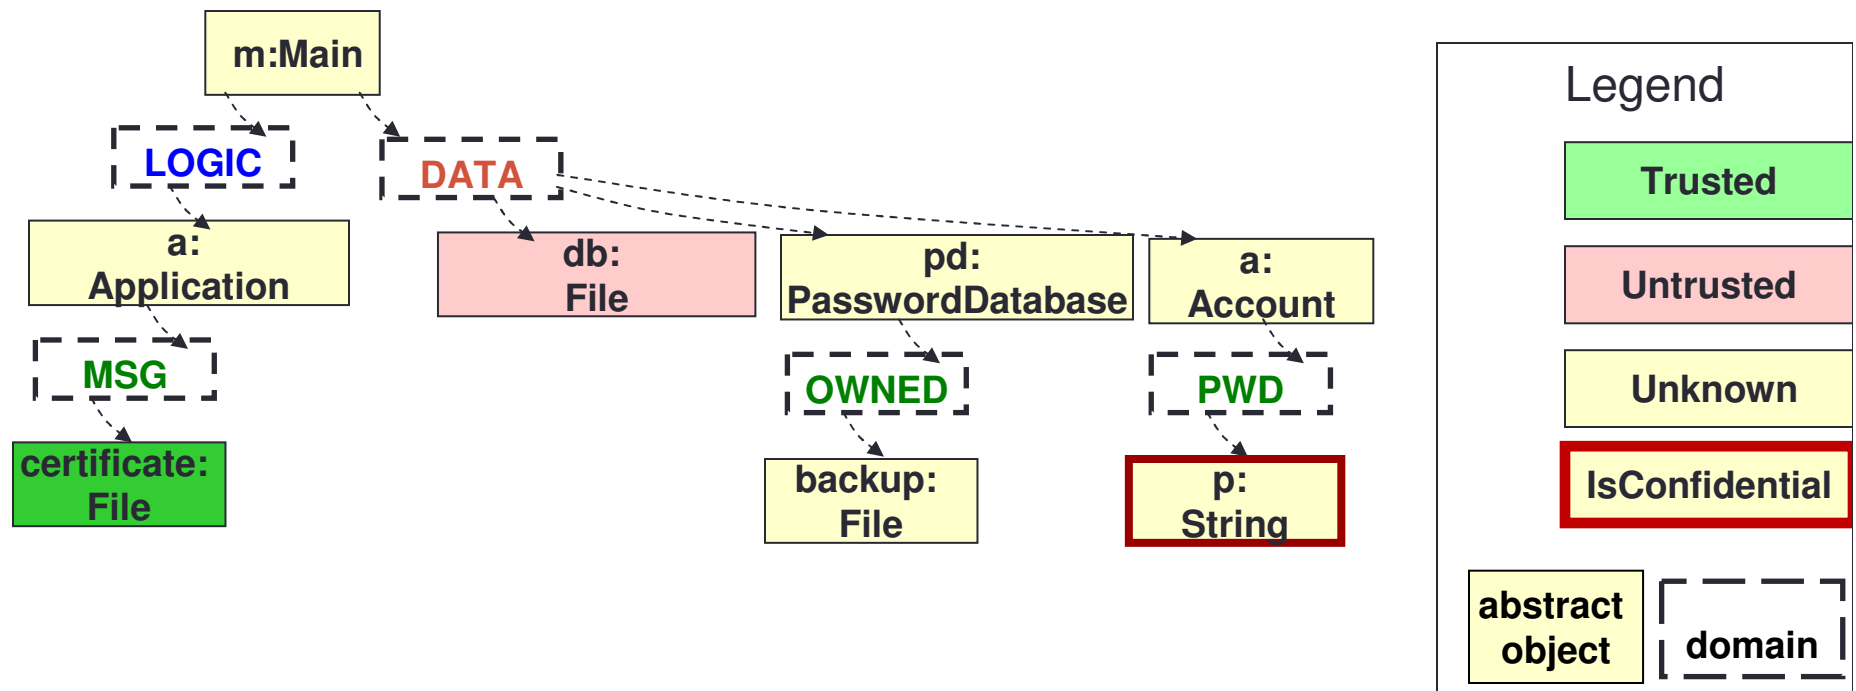 m:Main
LOGIC
DATA
a:
Application
db:
File
pd:
PasswordDatabase
a:
Account
MSG
OWNED
PWD
certificate:
File
backup:
File
p:
String
Legend
Trusted
Untrusted
Unknown
IsConfidential
abstract
object
domain